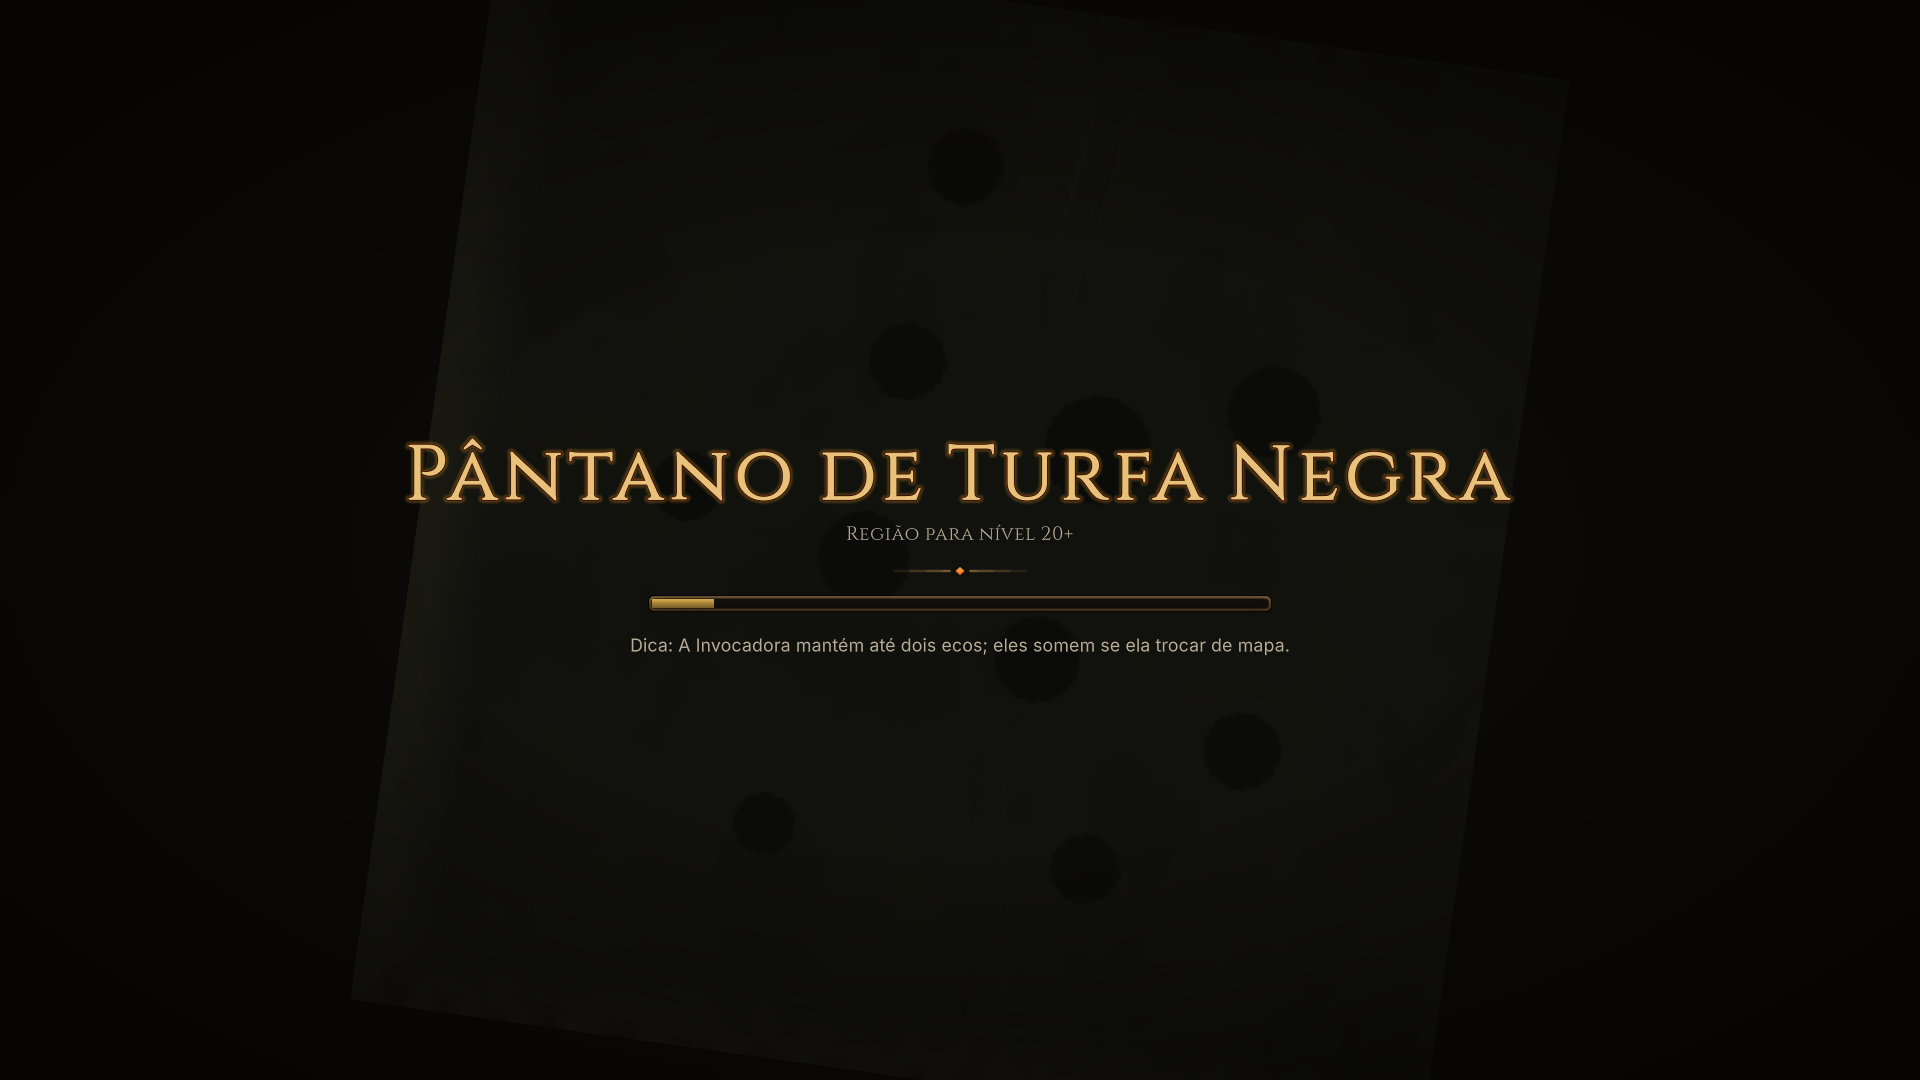 Pântano de Turfa Negra
Região para nível 20+
Dica: A Invocadora mantém até dois ecos; eles somem se ela trocar de mapa.